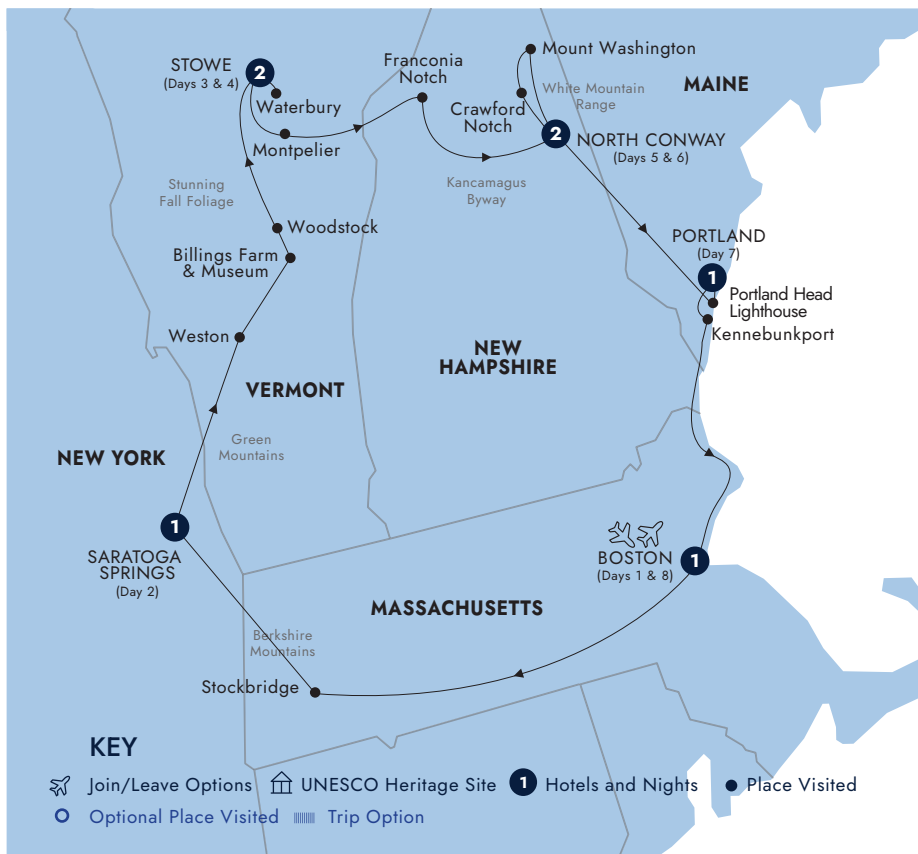 Mount Washington
Franconia
Notch
STOWE
(Days 3 & 4)
2
MAINE
White Mountain
Range
Waterbury
Crawford
Notch
2
NORTH CONWAY
(Days 5 & 6)
Montpelier
Stunning
Fall Foliage
Kancamagus
Byway
Woodstock
PORTLAND
(Day 7)
1
Billings Farm
& Museum
Portland Head
Lighthouse
Kennebunkport
Weston
NEW
HAMPSHIRE
VERMONT
Green
Mountains
NEW YORK
1
SARATOGA
SPRINGS
(Day 2)
BOSTON
(Days 1 & 8)
1
MASSACHUSETTS
Berkshire
Mountains
Stockbridge
KEY
Join/Leave Options UNESCO Heritage Site 1 Hotels and Nights Place Visited
Optional Place Visited Trip Option